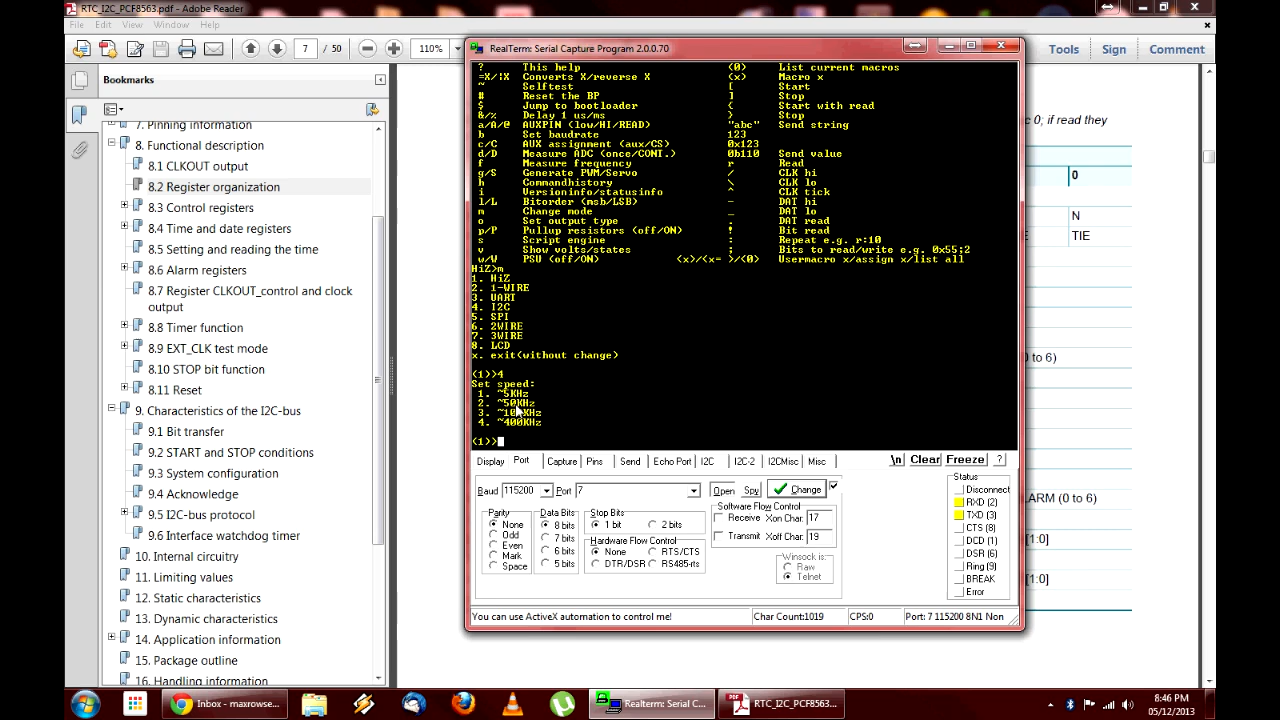 RTC_I2C_PCF8563.pdf - Adobe Reader
File Edit View Window Help
7 / 50 110% Tools Sign Comment
Bookmarks
7. Pinning information
8. Functional description
8.1 CLKOUT output
8.2 Register organization
8.3 Control registers
8.4 Time and date registers
8.5 Setting and reading the time
8.6 Alarm registers
8.7 Register CLKOUT_control and clock
output
8.8 Timer function
8.9 EXT_CLK test mode
8.10 STOP bit function
8.11 Reset
9. Characteristics of the I2C-bus
9.1 Bit transfer
9.2 START and STOP conditions
9.3 System configuration
9.4 Acknowledge
9.5 I2C-bus protocol
9.6 Interface watchdog timer
10. Internal circuitry
11. Limiting values
12. Static characteristics
13. Dynamic characteristics
14. Application information
15. Package outline
16. Handling information
RealTerm: Serial Capture Program 2.0.0.70
? This help (0) List current macros
=X/|X Converts X/reverse X (x) Macro x
~ Selftest [ Start
# Reset the BP ] Stop
$ Jump to bootloader { Start with read
&/% Delay 1 us/ms } Stop
a/A/@ AUXPIN (low/HI/READ) "abc" Send string
b Set baudrate 123
c/C AUX assignment (aux/CS) 0x123
d/D Measure ADC (once/CONT.) 0b110 Send value
f Measure frequency r Read
g/S Generate PWM/Servo / CLK hi
h Commandhistory \ CLK lo
i Versioninfo/statusinfo ^ CLK tick
l/L Bitorder (msb/LSB) - DAT hi
m Change mode _ DAT lo
o Set output type . DAT read
p/P Pullup resistors (off/ON) ! Bit read
s Script engine : Repeat e.g. r:10
v Show volts/states ; Bits to read/write e.g. 0x55;2
w/W PSU (off/ON) (x)/(x= )/(0) Usermacro x/assign x/list all
HiZ>m
1. HiZ
2. 1-WIRE
3. UART
4. I2C
5. SPI
6. 2WIRE
7. 3WIRE
8. LCD
x. exit(without change)
(1)>4
Set speed:
1. ~5KHz
2. ~50KHz
3. ~100KHz
4. ~400KHz
(1)>
Display Port Capture Pins Send Echo Port I2C I2C-2 I2CMisc Misc \n Clear Freeze ?
Baud 115200 Port 7 Open Spy Change
Parity
None
Odd
Even
Mark
Space
Data Bits
8 bits
7 bits
6 bits
5 bits
Stop Bits
1 bit 2 bits
Hardware Flow Control
None RTS/CTS
DTR/DSR RS485-rts
Software Flow Control
Receive Xon Char: 17
Transmit Xoff Char: 19
Winsock is:
Raw
Telnet
Status
Disconnect
RXD (2)
TXD (3)
CTS (8)
DCD (1)
DSR (6)
Ring (9)
BREAK
Error
You can use ActiveX automation to control me! Char Count:1019 CPS:0 Port: 7 115200 8N1 Non
0; if read they
0
N
TIE
0 to 6)
ALARM (0 to 6)
[1:0]
[1:0]
Inbox - maxrowse... Realterm: Serial C... RTC_I2C_PCF8563...
8:46 PM
05/12/2013